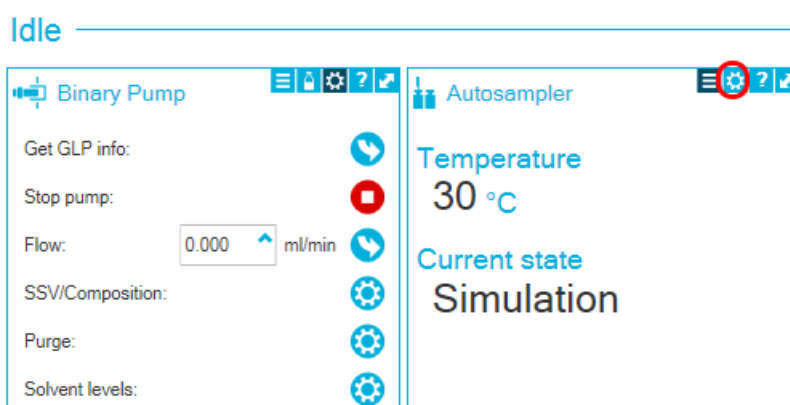 Idle
Binary Pump
?
Get GLP info:
Stop pump:
Flow: 0.000 ml/min
SSV/Composition:
Purge:
Solvent levels:
Autosampler
?
Temperature
30 °C
Current state
Simulation